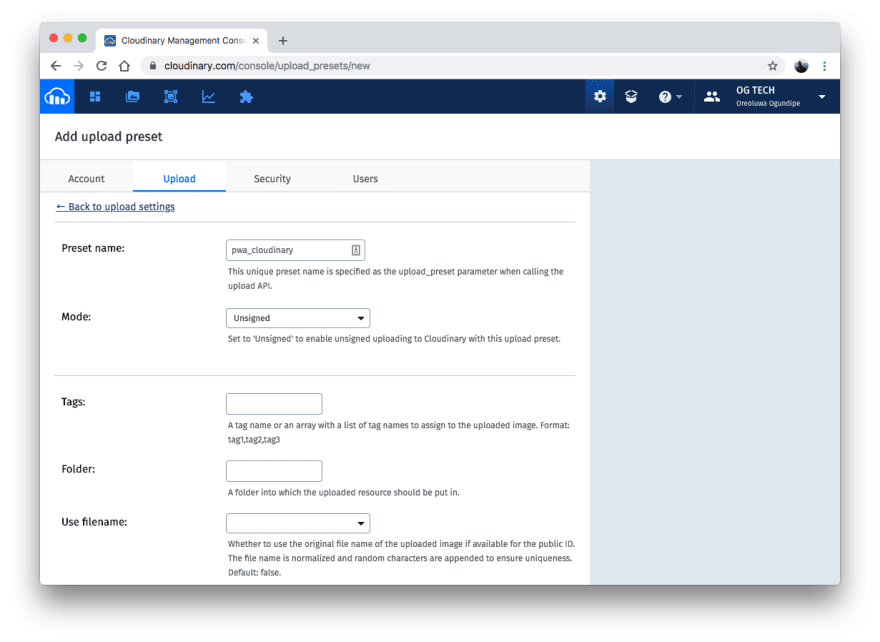 Cloudinary Management Cons
cloudinary.com/console/upload_presets/new
OG TECH
Oreoluwa Ogundipe
Add upload preset
Account Upload Security Users
← Back to upload settings
Preset name:
pwa_cloudinary
This unique preset name is specified as the upload_preset parameter when calling the
upload API.
Mode:
Unsigned
Set to 'Unsigned' to enable unsigned uploading to Cloudinary with this upload preset.
Tags:
A tag name or an array with a list of tag names to assign to the uploaded image. Format:
tag1,tag2,tag3
Folder:
A folder into which the uploaded resource should be put in.
Use filename:
Whether to use the original file name of the uploaded image if available for the public ID.
The file name is normalized and random characters are appended to ensure uniqueness.
Default: false.